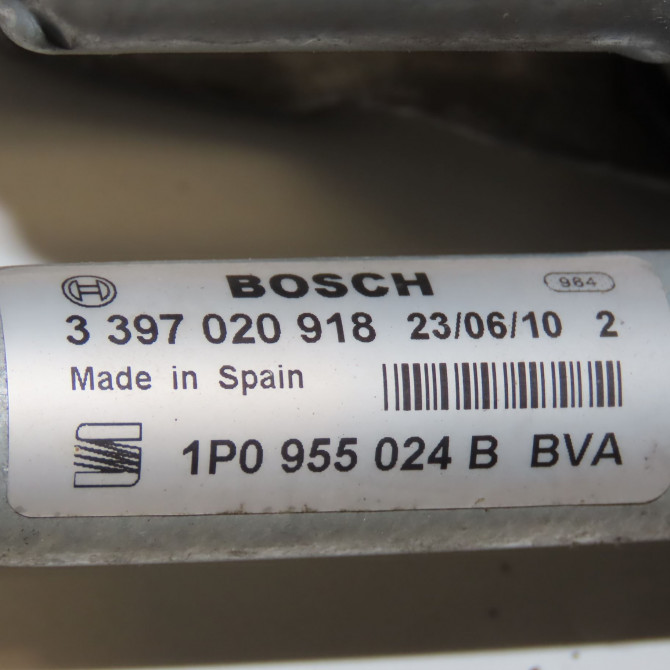 BOSCH 984
3 397 020 918 23/06/10 2
Made in Spain
1P0 955 024 B BVA